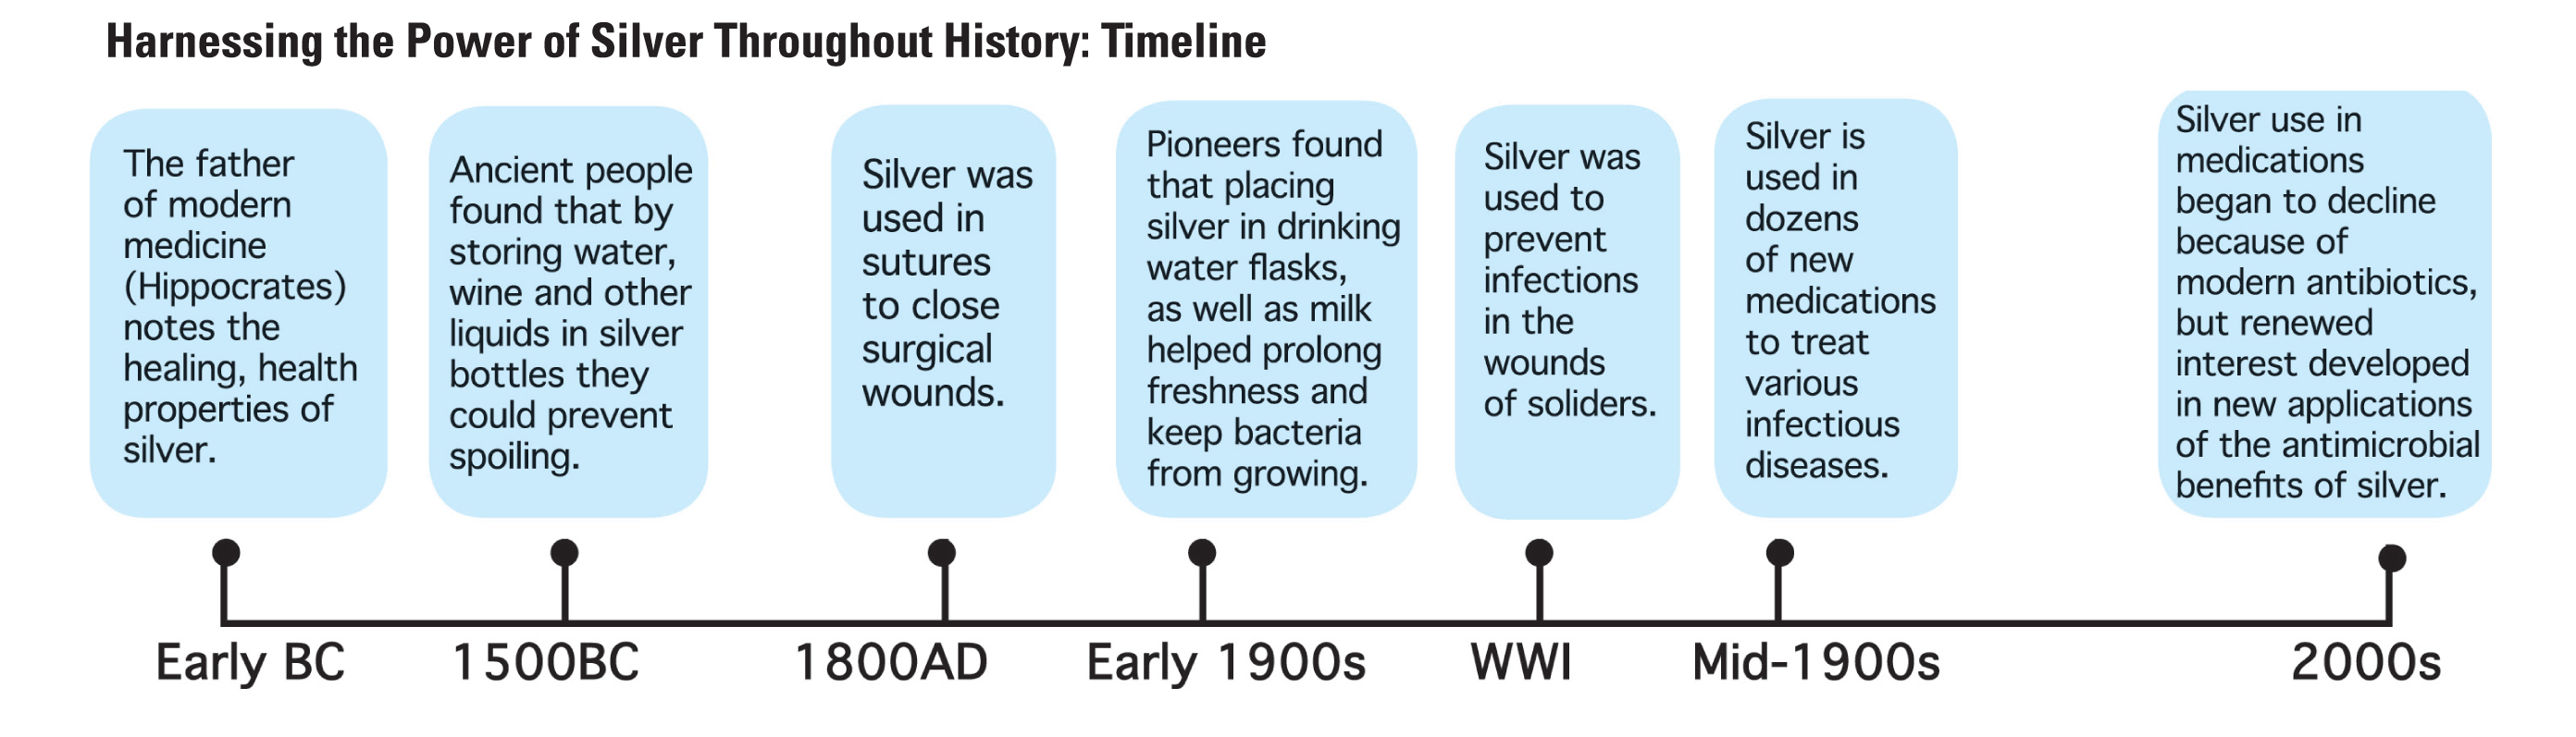 Harnessing the Power of Silver Throughout History: Timeline
The father
of modern
medicine
(Hippocrates)
notes the
healing, health
properties of
silver.
Ancient people
found that by
storing water,
wine and other
liquids in silver
bottles they
could prevent
spoiling.
Silver was
used in
sutures
to close
surgical
wounds.
Pioneers found
that placing
silver in drinking
water flasks,
as well as milk
helped prolong
freshness and
keep bacteria
from growing.
Silver was
used to
prevent
infections
in the
wounds
of soliders.
Silver is
used in
dozens
of new
medications
to treat
various
infectious
diseases.
Silver use in
medications
began to decline
because of
modern antibiotics,
but renewed
interest developed
in new applications
of the antimicrobial
benefits of silver.
Early BC
1500BC
1800AD
Early 1900s
WWI
Mid-1900s
2000s